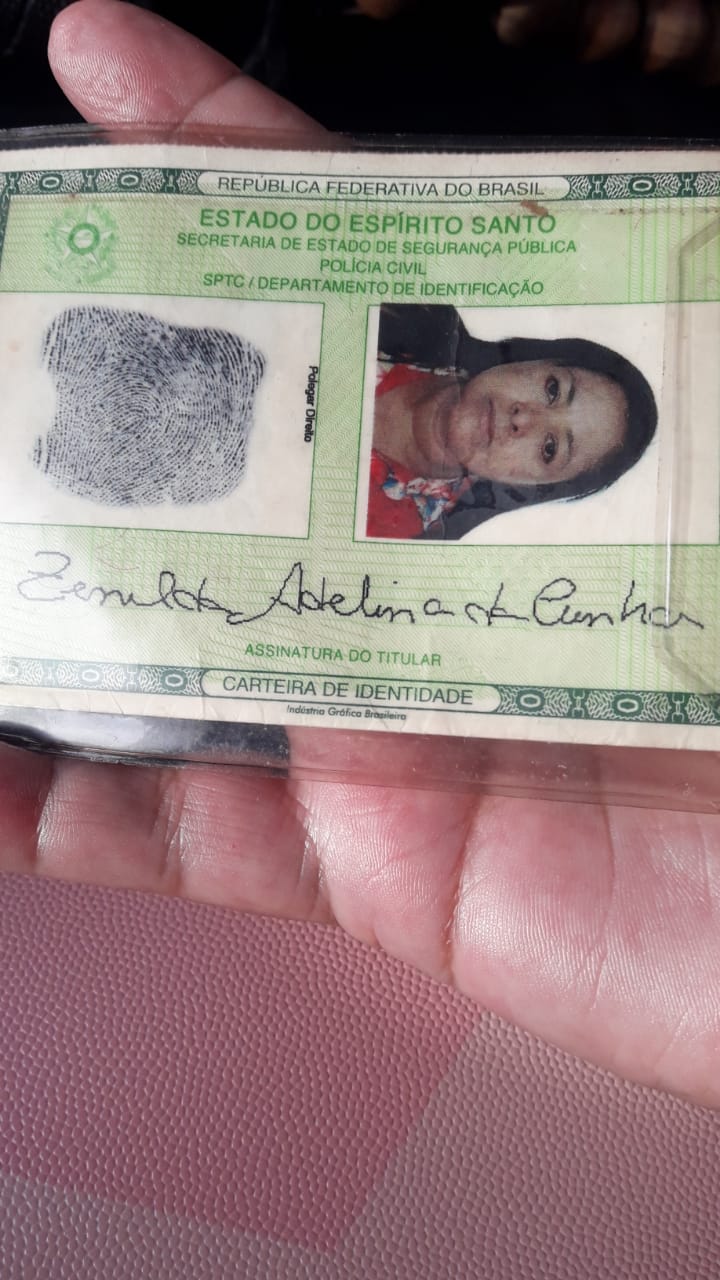 REPÚBLICA FEDERATIVA DO BRASIL
ESTADO DO ESPÍRITO SANTO
SECRETARIA DE ESTADO DE SEGURANÇA PÚBLICA
POLÍCIA CIVIL
SPTC / DEPARTAMENTO DE IDENTIFICAÇÃO
Polegar Direito
Zenilda Adelina da Cunha
ASSINATURA DO TITULAR
CARTEIRA DE IDENTIDADE
Indústria Gráfica Brasileira